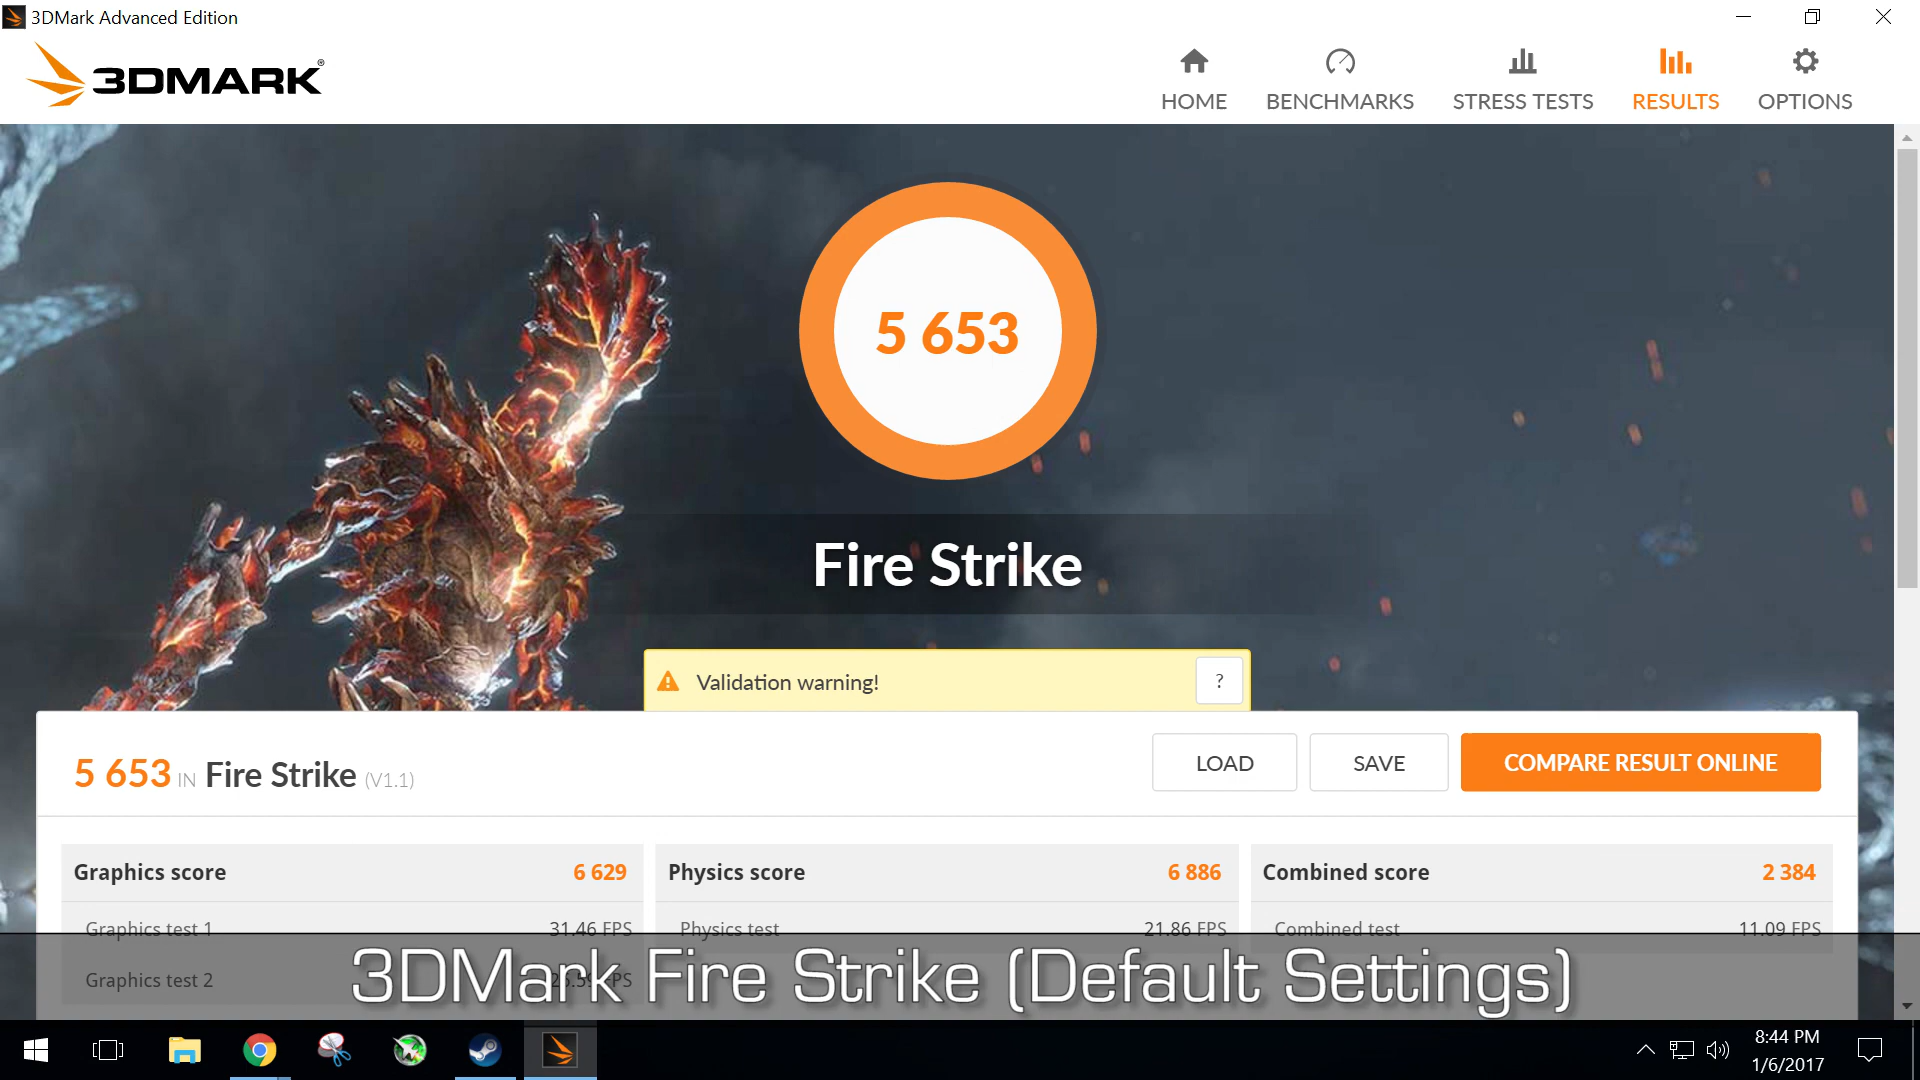 3DMark Advanced Edition
3DMARK®
HOME BENCHMARKS STRESS TESTS RESULTS OPTIONS
5 653
Fire Strike
Validation warning! ?
5 653 IN Fire Strike (V1.1)
LOAD SAVE COMPARE RESULT ONLINE
Graphics score 6 629 Physics score 6 886 Combined score 2 384
Graphics test 1 31.46 FPS Physics test 21.86 FPS Combined test 11.09 FPS
Graphics test 2
3DMark Fire Strike (Default Settings)
8:44 PM
1/6/2017